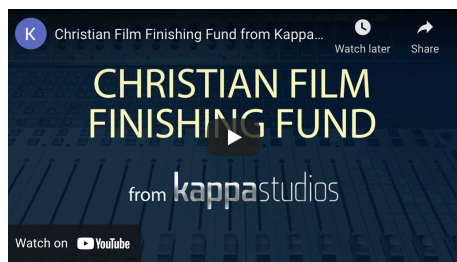 K
Christian Film Finishing Fund from Kappa...
Watch later
Share
CHRISTIAN FILM
FINISHING FUND
from kappastudios
Watch on YouTube